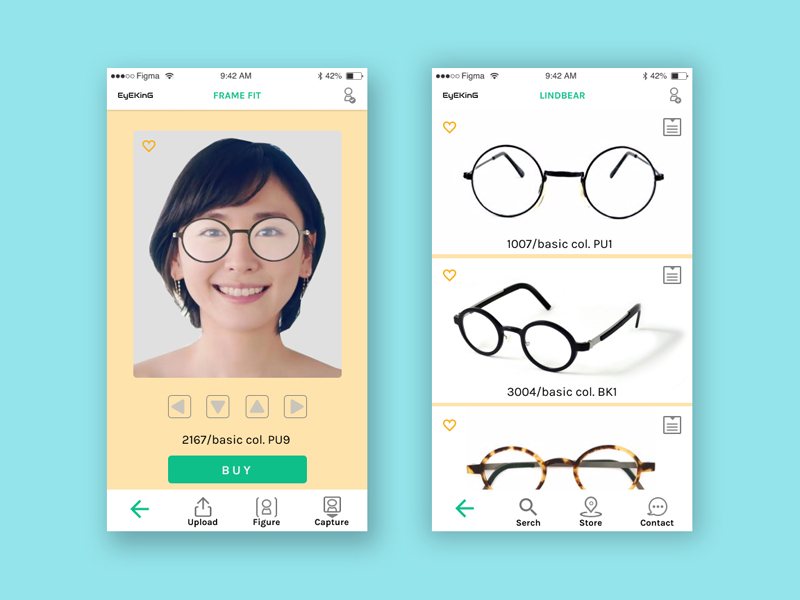 Figma 9:42 AM 42%
EyEKinG FRAME FIT
2167/basic col. PU9
BUY
Upload Figure Capture
Figma 9:42 AM 42%
EyEKinG LINDBEAR
1007/basic col. PU1
3004/basic col. BK1
Serch Store Contact